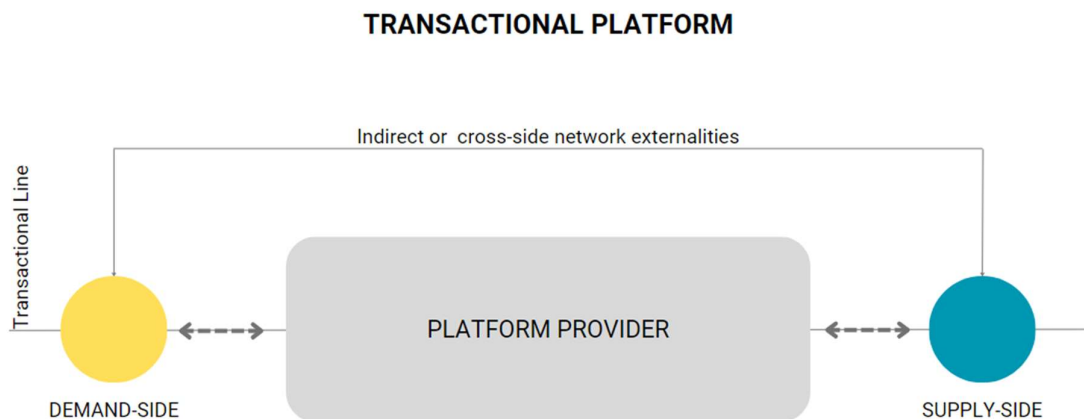 TRANSACTIONAL PLATFORM
Indirect or cross-side network externalities
Transactional Line
PLATFORM PROVIDER
DEMAND-SIDE
SUPPLY-SIDE